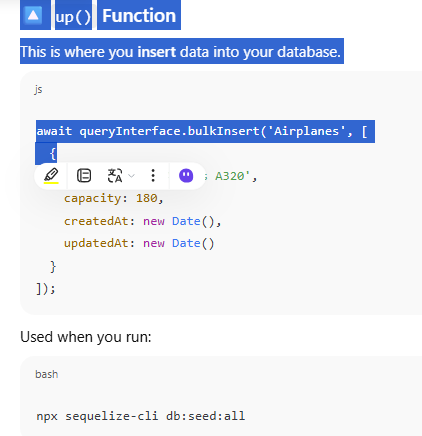 up() Function
This is where you insert data into your database.
js
await queryInterface.bulkInsert('Airplanes', [
{
A320',
capacity: 180,
createdAt: new Date(),
updatedAt: new Date()
}
]);
Used when you run:
bash
npx sequelize-cli db:seed:all